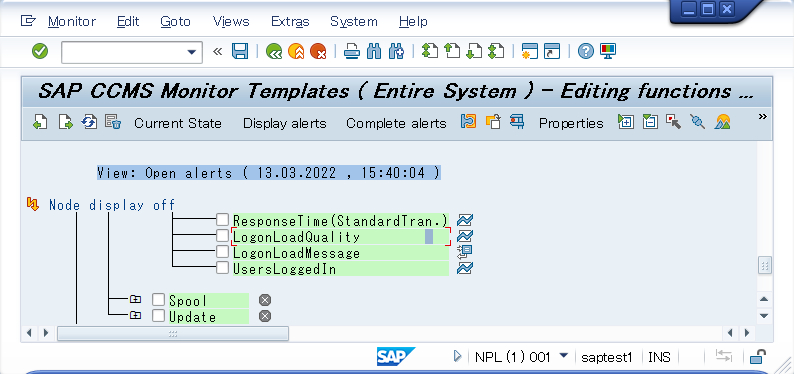 Monitor Edit Goto Views Extras System Help
SAP CCMS Monitor Templates ( Entire System ) - Editing functions ...
Current State Display alerts Complete alerts Properties »
View: Open alerts ( 13.03.2022 , 15:40:04 )
Node display off
ResponseTime(StandardTran.)
LogonLoadQuality
LogonLoadMessage
UsersLoggedIn
Spool
Update
SAP NPL (1) 001 saptest1 INS